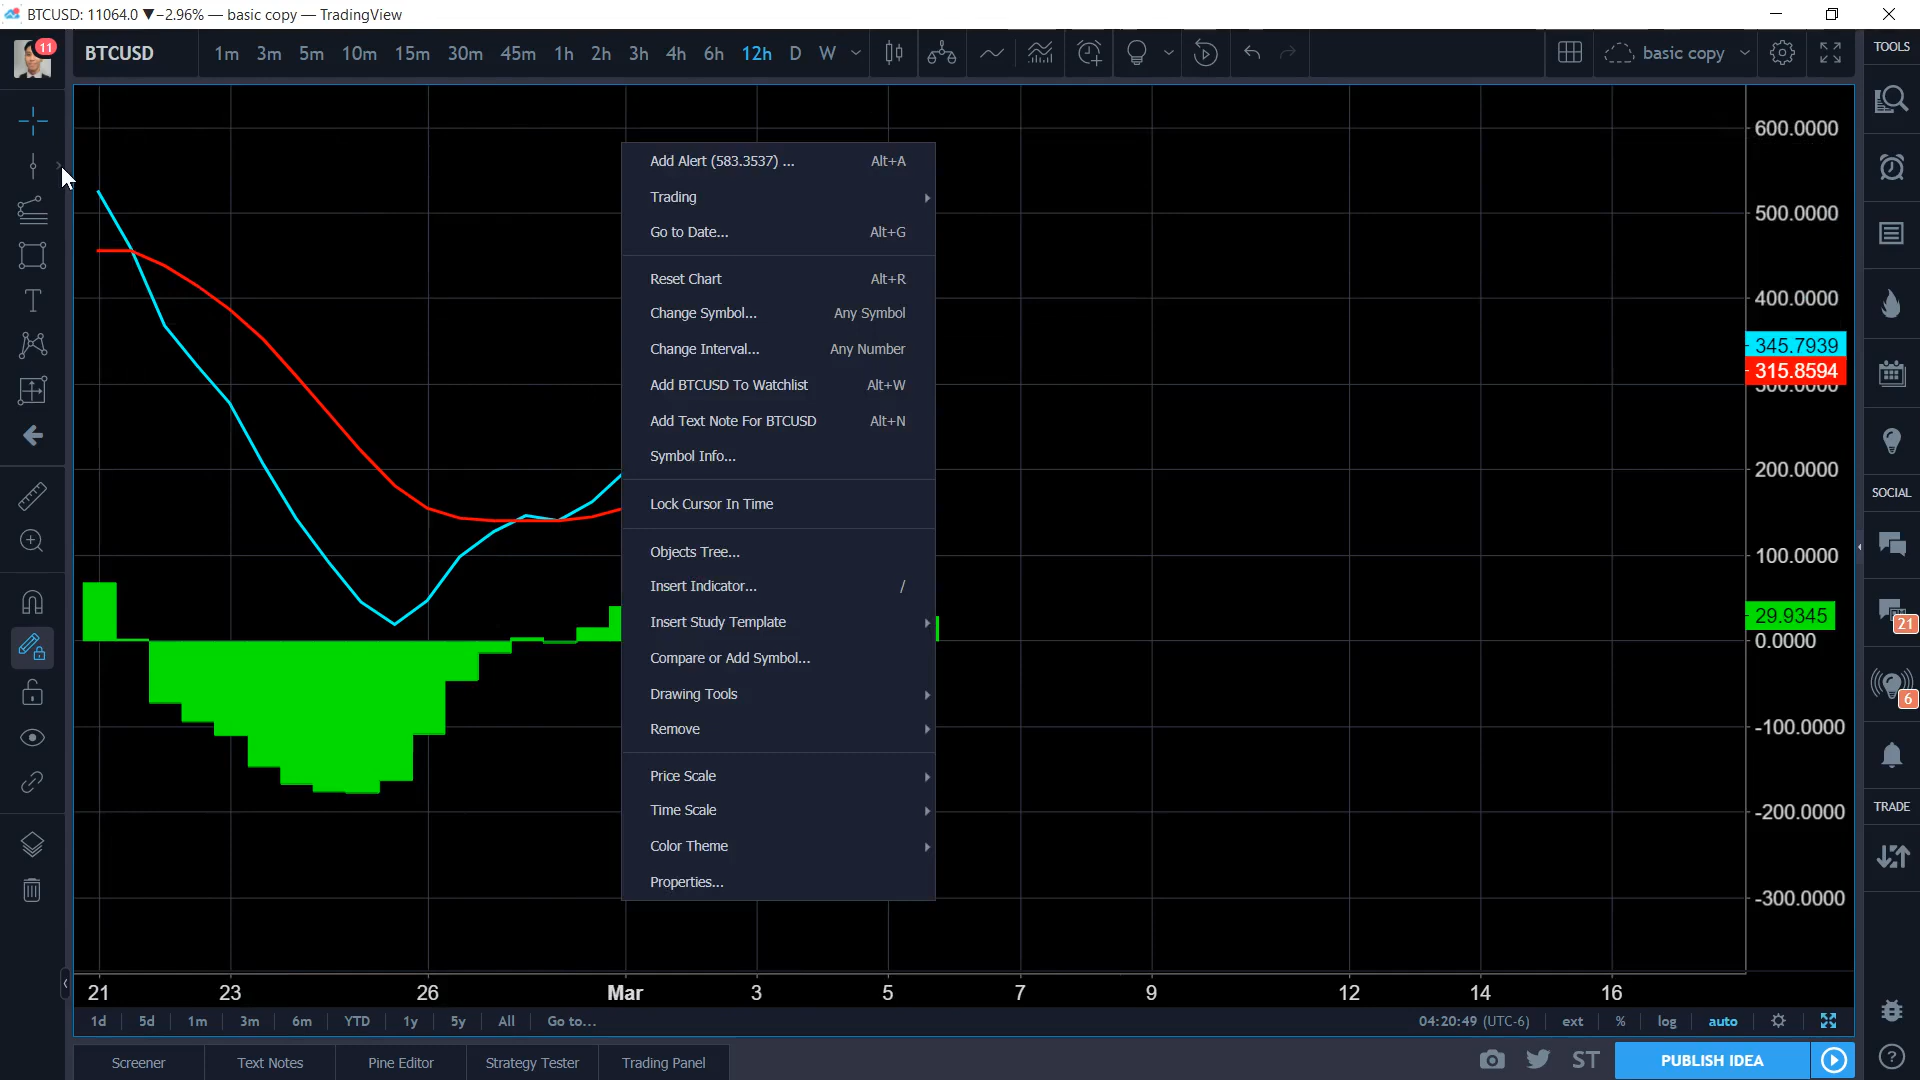 BTCUSD: 11064.0 ▼−2.96% — basic copy — TradingView
11
BTCUSD 1m 3m 5m 10m 15m 30m 45m 1h 2h 3h 4h 6h 12h D W basic copy
TOOLS
600.0000
500.0000
400.0000
345.7939
315.8594
300.0000
200.0000
100.0000
29.9345
0.0000
-100.0000
-200.0000
-300.0000
Add Alert (583.3537) ... Alt+A
Trading
Go to Date... Alt+G
Reset Chart Alt+R
Change Symbol... Any Symbol
Change Interval... Any Number
Add BTCUSD To Watchlist Alt+W
Add Text Note For BTCUSD Alt+N
Symbol Info...
Lock Cursor In Time
Objects Tree...
Insert Indicator... /
Insert Study Template
Compare or Add Symbol...
Drawing Tools
Remove
Price Scale
Time Scale
Color Theme
Properties...
SOCIAL
21
6
TRADE
21 23 26 Mar 3 5 7 9 12 14 16
1d 5d 1m 3m 6m YTD 1y 5y All Go to... 04:20:49 (UTC-6) ext % log auto
Screener Text Notes Pine Editor Strategy Tester Trading Panel ST PUBLISH IDEA